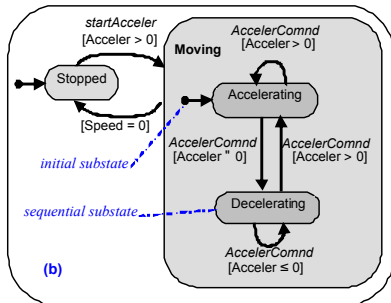 startAcceler
[Acceler > 0]
Stopped
[Speed = 0]
Moving
AccelerComnd
[Acceler > 0]
Accelerating
AccelerComnd
[Acceler " 0]
AccelerComnd
[Acceler > 0]
initial substate
sequential substate
Decelerating
AccelerComnd
[Acceler ≤ 0]
(b)